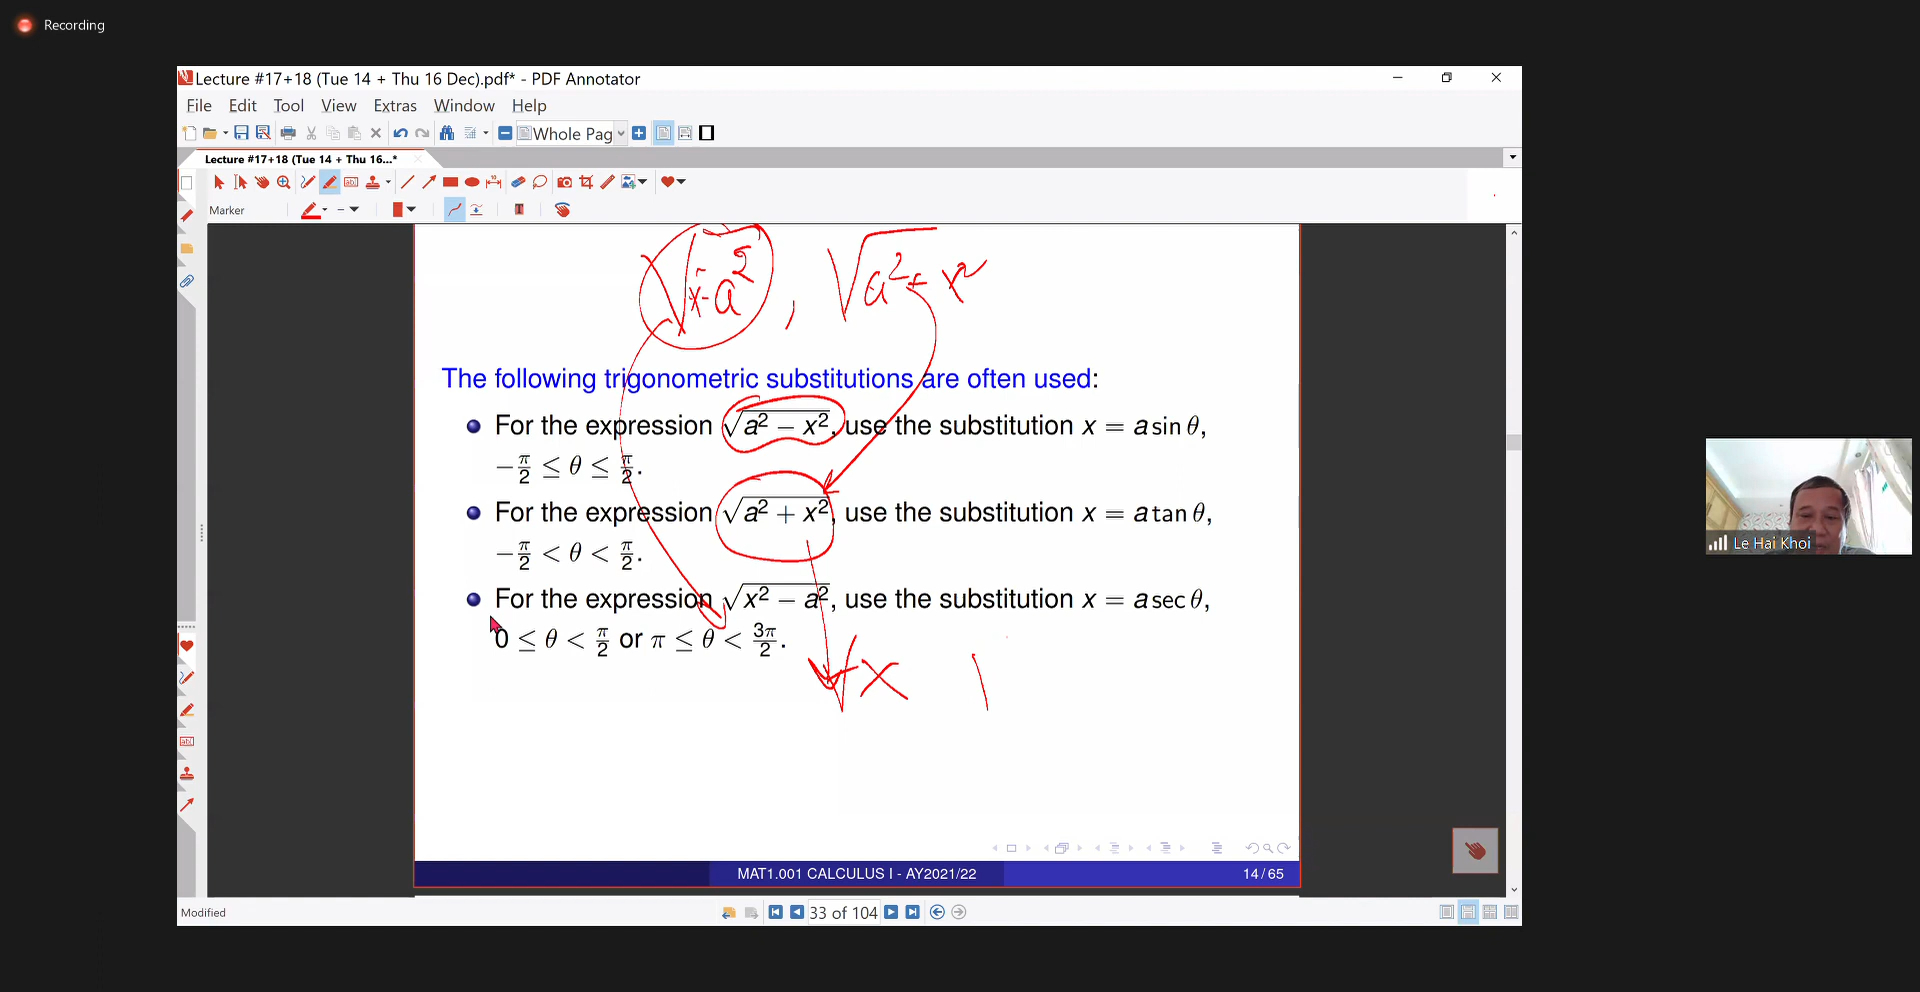 Recording
Lecture #17+18 (Tue 14 + Thu 16 Dec).pdf* - PDF Annotator
File Edit Tool View Extras Window Help
Whole Pag
Lecture #17+18 (Tue 14 + Thu 16...*
Marker
√x²-a², √a²+x²
The following trigonometric substitutions are often used:
For the expression √a² − x², use the substitution x = a sin θ,
−π/2 ≤ θ ≤ π/2.
For the expression √a² + x², use the substitution x = a tan θ,
−π/2 < θ < π/2.
For the expression √x² − a², use the substitution x = a sec θ,
0 ≤ θ < π/2 or π ≤ θ < 3π/2.
∀x
MAT1.001 CALCULUS I - AY2021/22
14/65
Modified
33 of 104
Le Hai Khoi